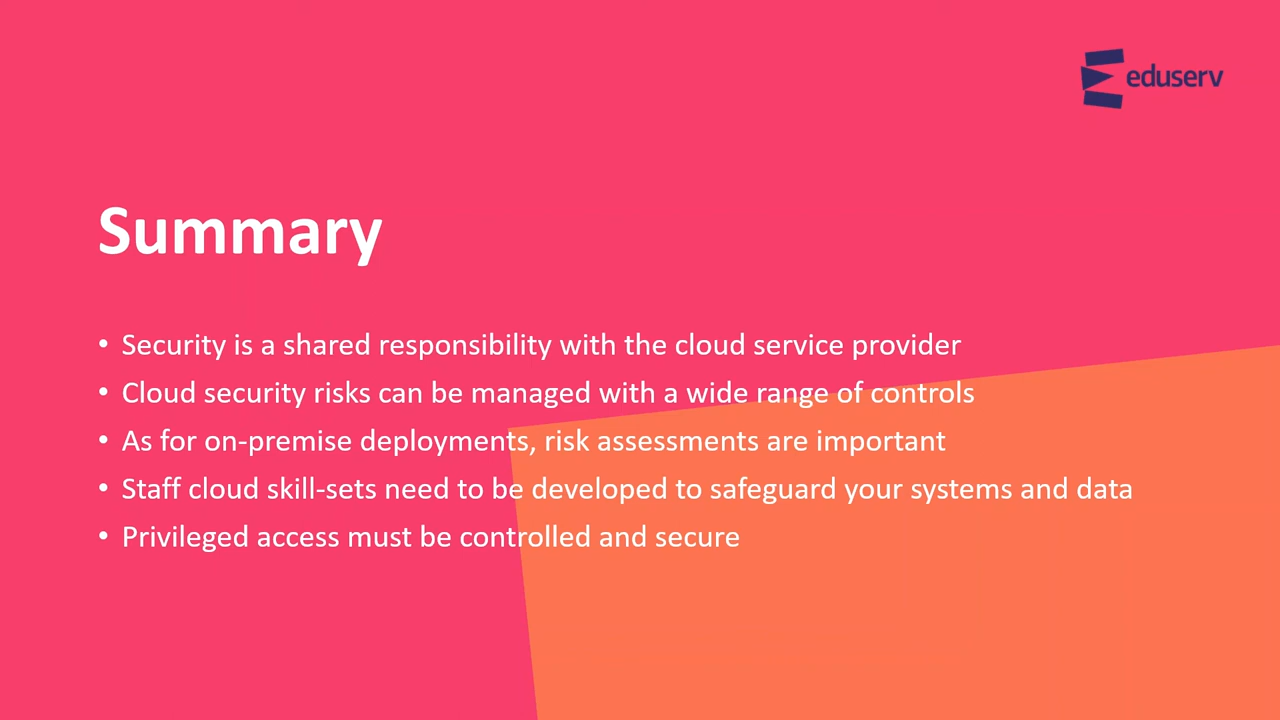 eduserv
Summary
• Security is a shared responsibility with the cloud service provider
• Cloud security risks can be managed with a wide range of controls
• As for on-premise deployments, risk assessments are important
• Staff cloud skill-sets need to be developed to safeguard your systems and data
• Privileged access must be controlled and secure